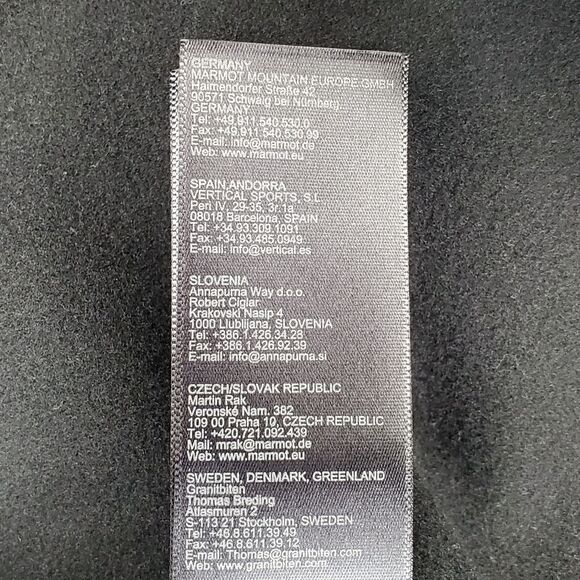 GERMANY
MARMOT MOUNTAIN EUROPE GMBH
Haimendorfer Straße 42
90571 Schwaig bei Nürnberg
GERMANY
Tel: +49.911.540.530.0
Fax: +49.911.540.530.99
E-mail: info@marmot.de
Web: www.marmot.eu
SPAIN,ANDORRA
VERTICAL SPORTS, S.L
Peri IV, 29-35, 3r.1a
08018 Barcelona, SPAIN
Tel: +34.93.309.1091
Fax: +34.93.485.0949
E-mail: info@vertical.es
SLOVENIA
Annapurna Way d.o.o.
Robert Ciglar
Krakovski Nasip 4
1000 Llubljana, SLOVENIA
Tel: +386.1.426.34.28
Fax: +386.1.426.92.39
E-mail: info@annapurna.si
CZECH/SLOVAK REPUBLIC
Martin Rak
Veronské Nam. 382
109 00 Praha 10, CZECH REPUBLIC
Tel: +420.721.092.439
Mail: mrak@marmot.de
Web: www.marmot.eu
SWEDEN, DENMARK, GREENLAND
Granitbiten
Thomas Breding
Atlasmuren 2
S-113 21 Stockholm, SWEDEN
Tel: +46.8.611.39.49
Fax: +46.8.611.39.12
E-mail: Thomas@granitbiten.com
Web: www.granitbiten.com